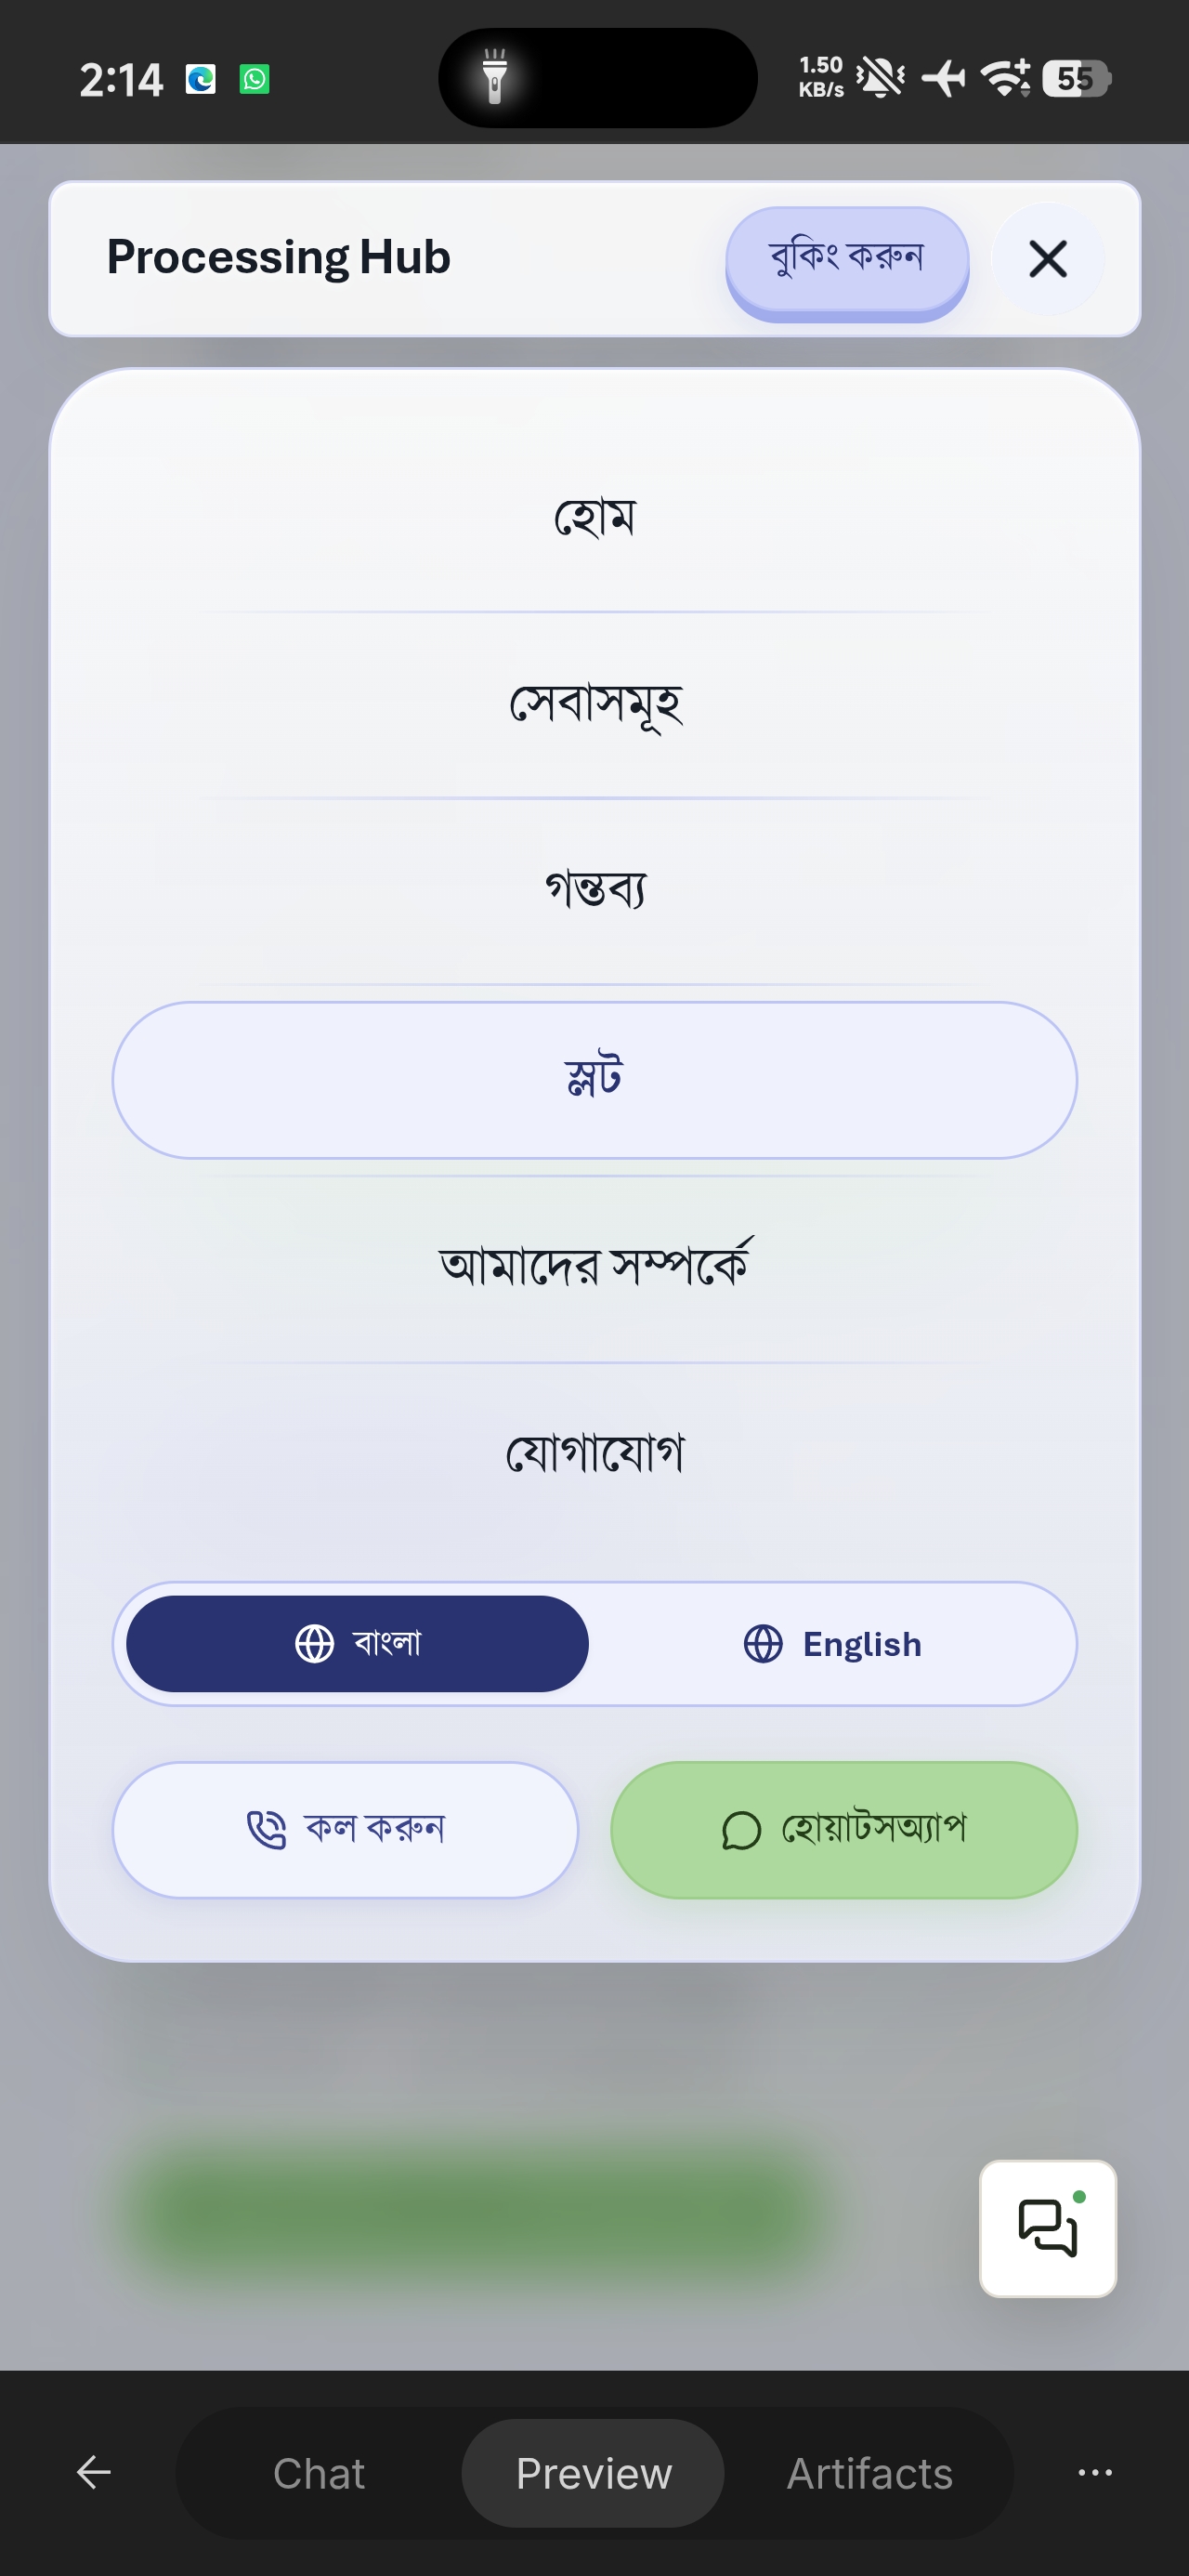 2:14
1.50
KB/s
55
Processing Hub
বুকিং করুন
হোম
সেবাসমূহ
গন্তব্য
স্লট
আমাদের সম্পর্কে
যোগাযোগ
বাংলা
English
কল করুন
হোয়াটসঅ্যাপ
Chat
Preview
Artifacts